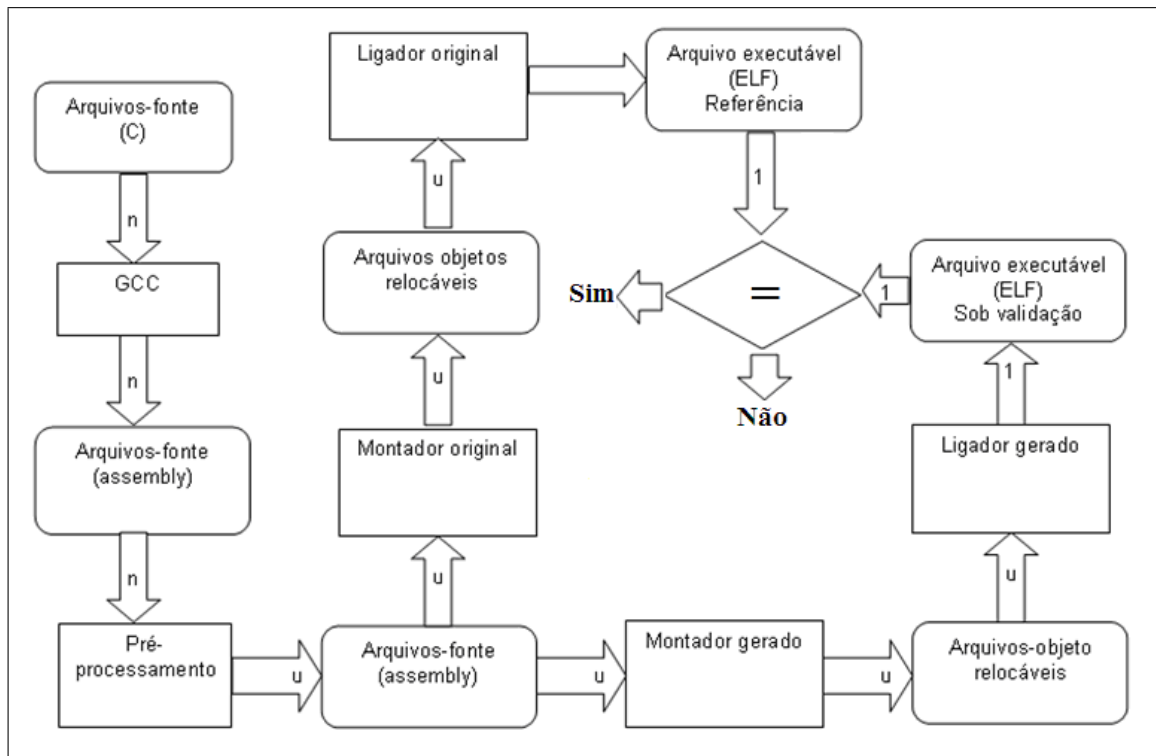 Arquivos-fonte
(C)
n
GCC
n
Arquivos-fonte
(assembly)
n
Pré-
processamento
u
Arquivos-fonte
(assembly)
u
Montador original
u
Arquivos objetos
relocáveis
u
Ligador original
Arquivo executável
(ELF)
Referência
1
=
Sim
Não
u
Montador gerado
u
Arquivos-objeto
relocáveis
u
Ligador gerado
1
Arquivo executável
(ELF)
Sob validação
1